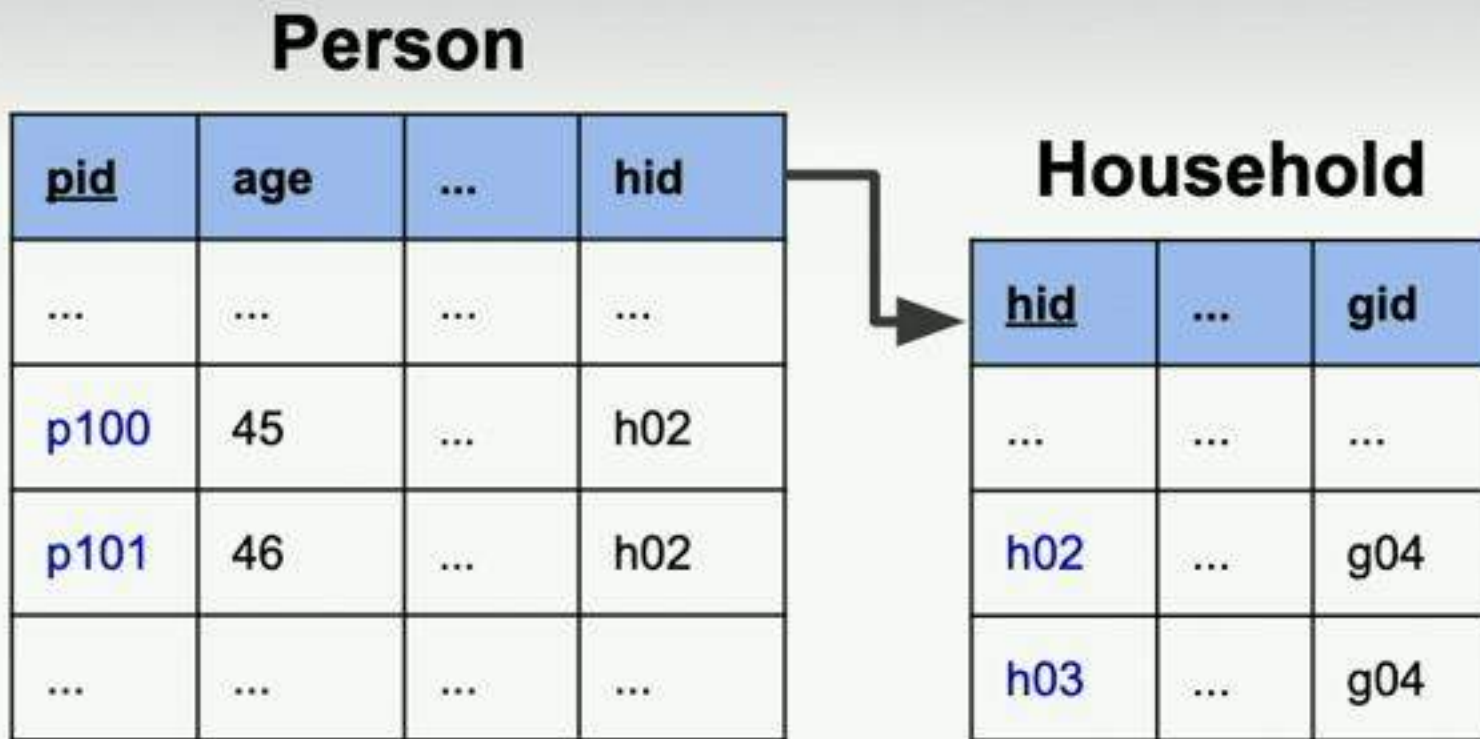 Person
pid age ... hid
... ... ... ...
p100 45 ... h02
p101 46 ... h02
... ... ... ...
Household
hid ... gid
... ... ...
h02 ... g04
h03 ... g04